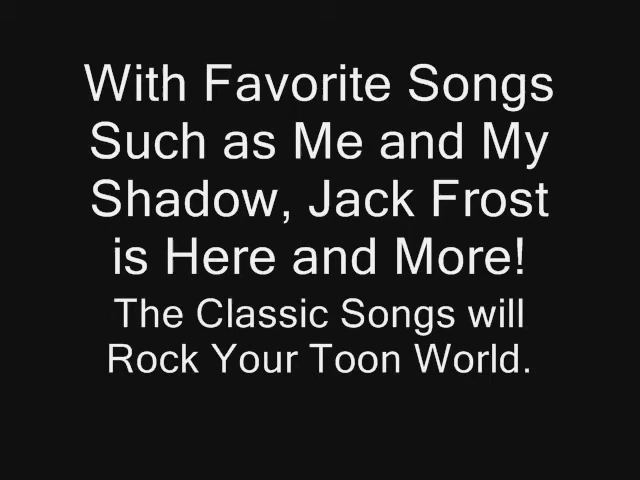 With Favorite Songs
Such as Me and My
Shadow, Jack Frost
is Here and More!
The Classic Songs will
Rock Your Toon World.